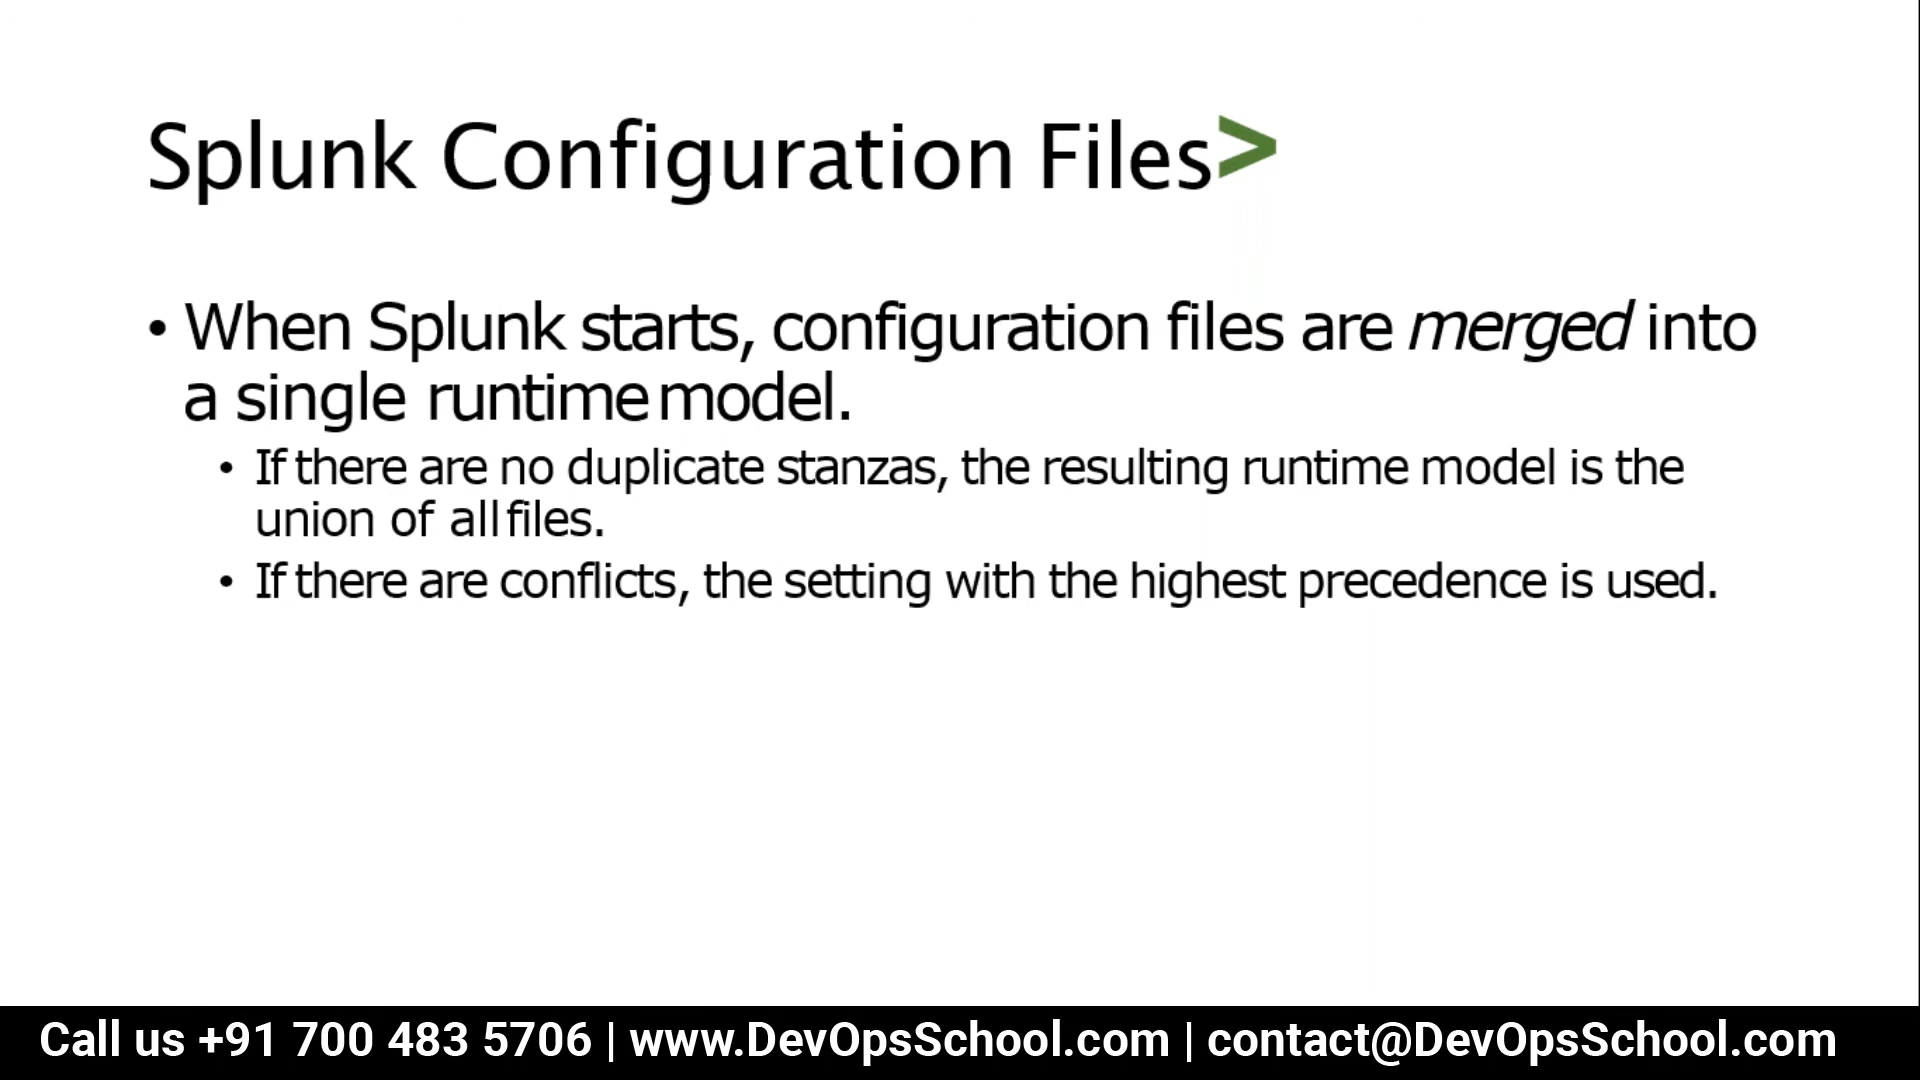 Splunk Configuration Files>
• When Splunk starts, configuration files are merged into
a single runtime model.
• If there are no duplicate stanzas, the resulting runtime model is the
union of all files.
• If there are conflicts, the setting with the highest precedence is used.
Call us +91 700 483 5706 | www.DevOpsSchool.com | contact@DevOpsSchool.com